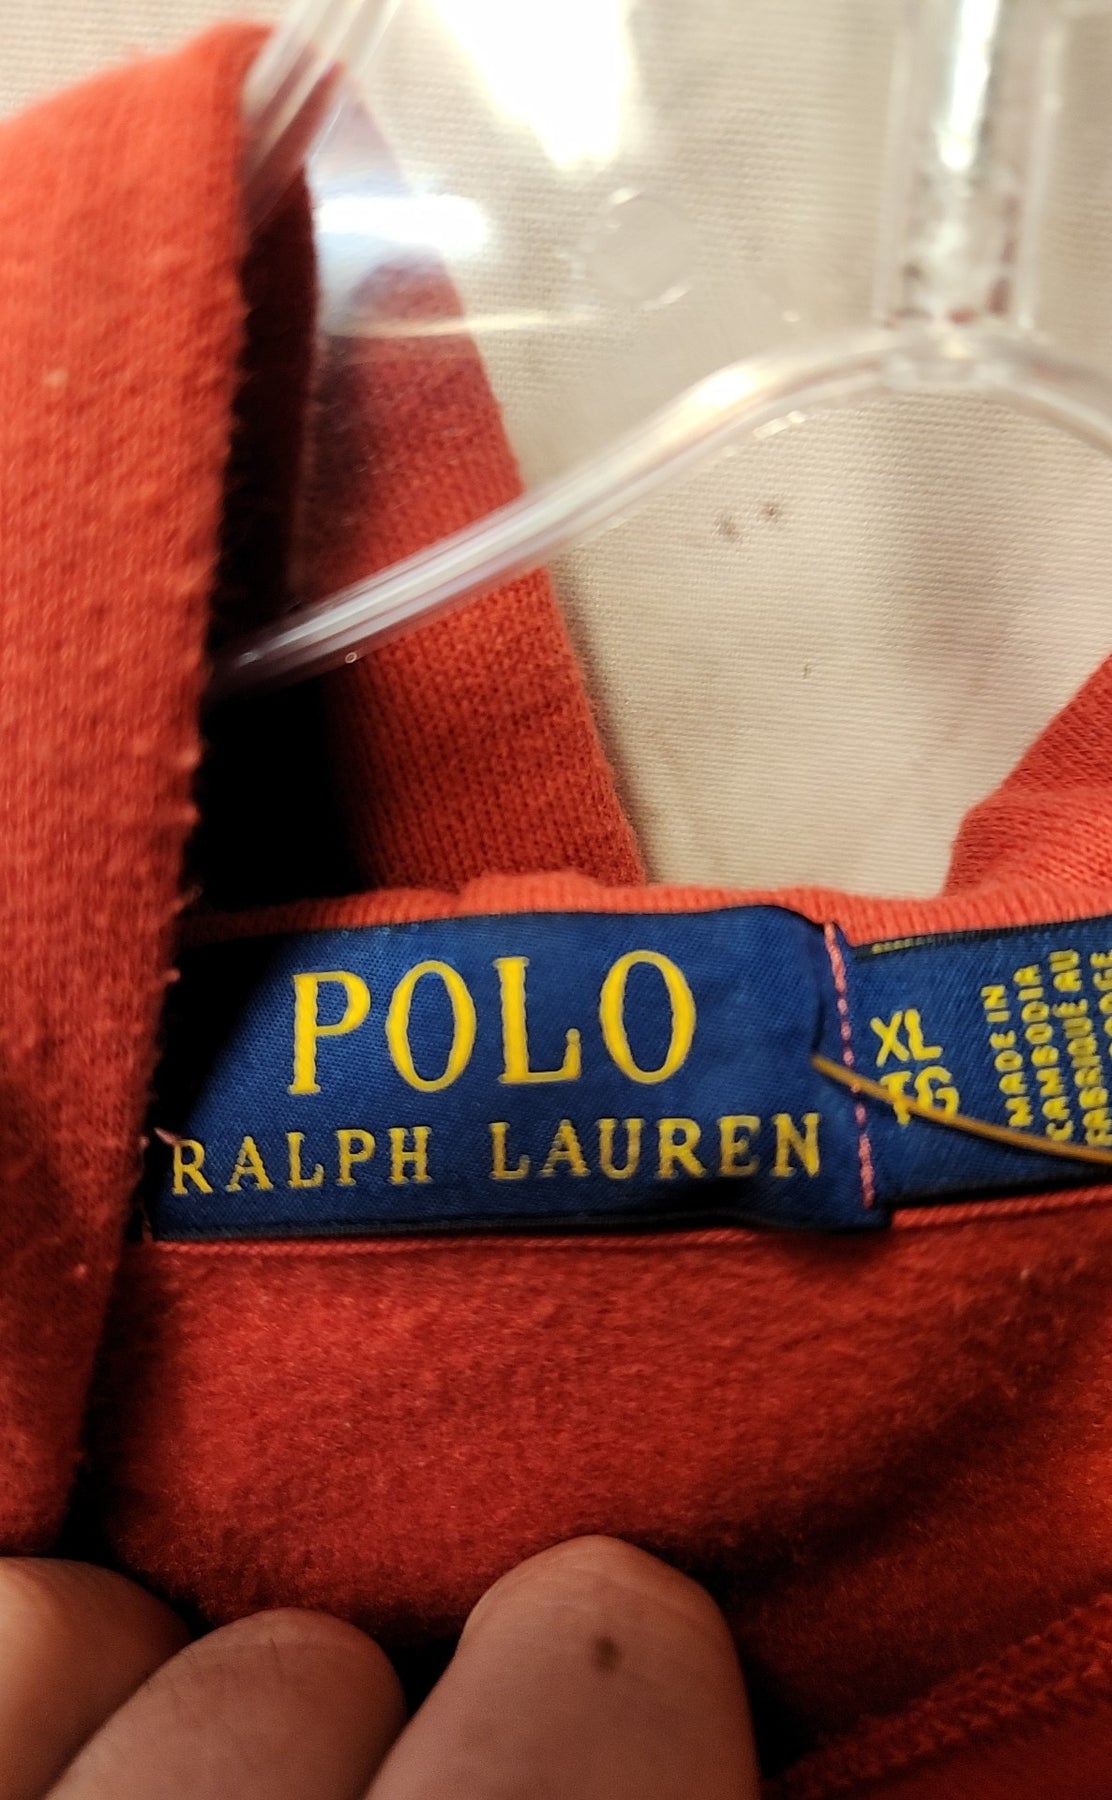 POLO
RALPH LAUREN
XL
TG
MADE IN
CAMBODIA
FABRIQUÉ AU